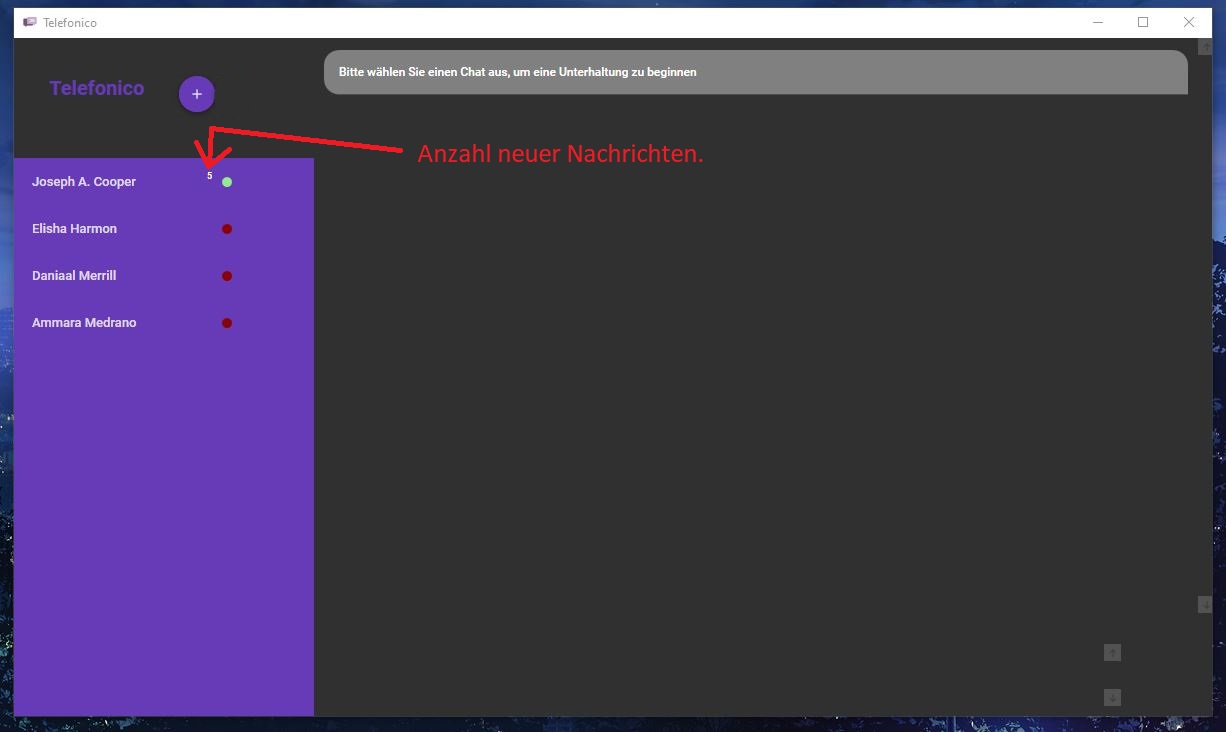 Telefonico
Bitte wählen Sie einen Chat aus, um eine Unterhaltung zu beginnen
Telefonico
+
Anzahl neuer Nachrichten.
Joseph A. Cooper 5
Elisha Harmon
Daniaal Merrill
Ammara Medrano